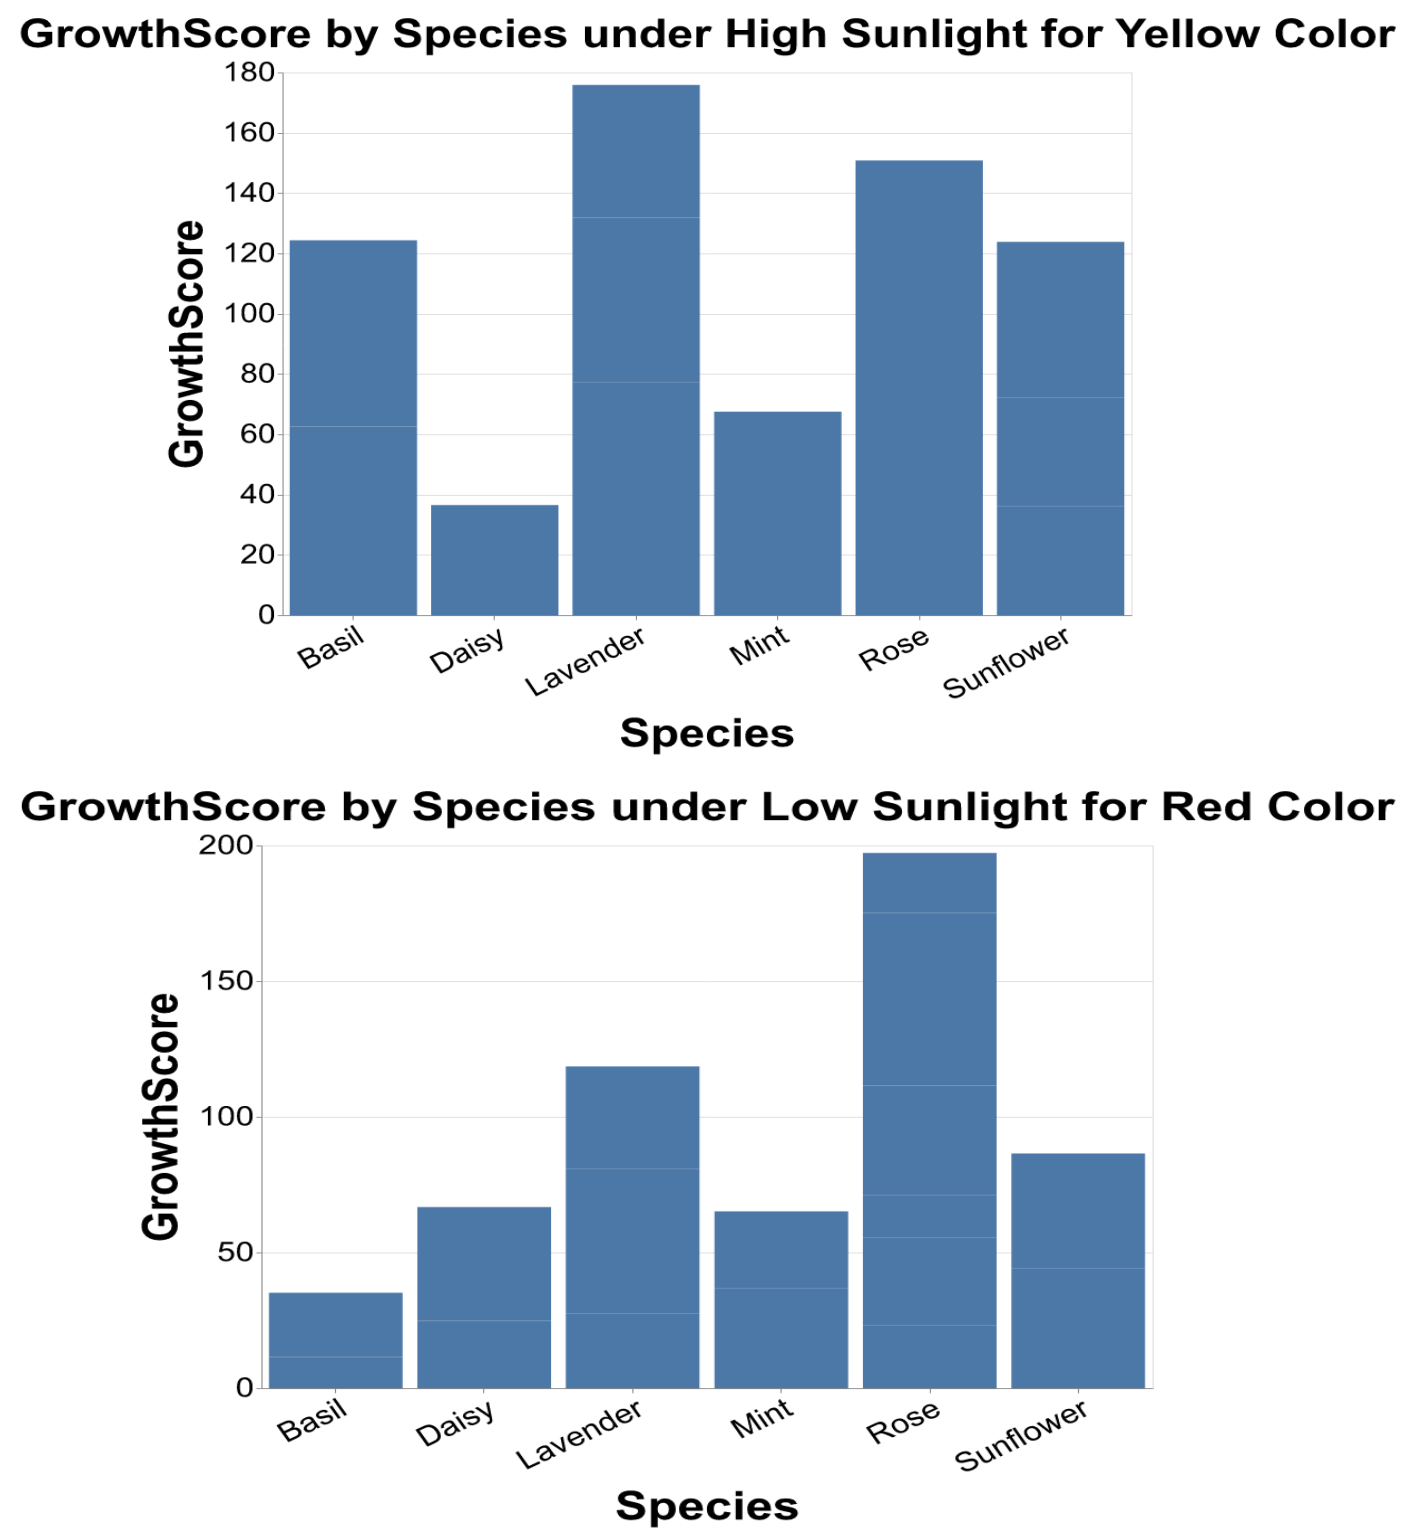 GrowthScore by Species under High Sunlight for Yellow Color
180
160
140
120
100
80
60
40
20
0
GrowthScore
Basil
Daisy
Lavender
Mint
Rose
Sunflower
Species
GrowthScore by Species under Low Sunlight for Red Color
200
150
100
50
0
GrowthScore
Basil
Daisy
Lavender
Mint
Rose
Sunflower
Species